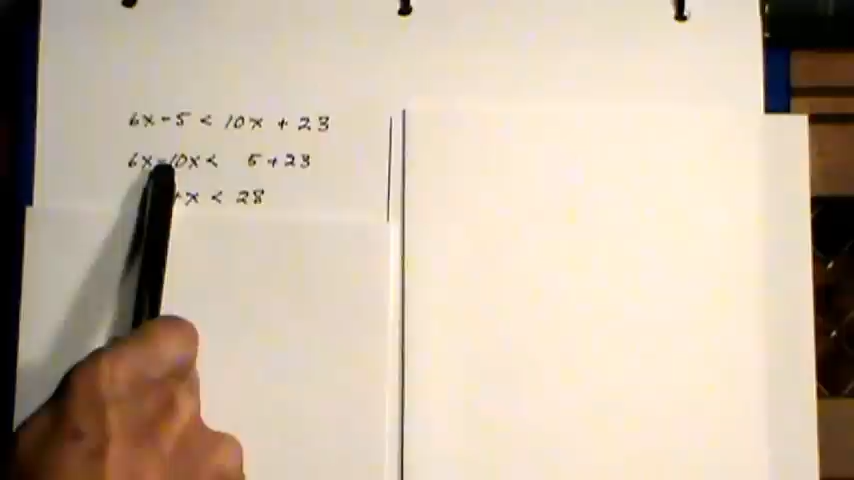 6x - 5 < 10x + 23
6x - 10x < 5 + 23
x < 28